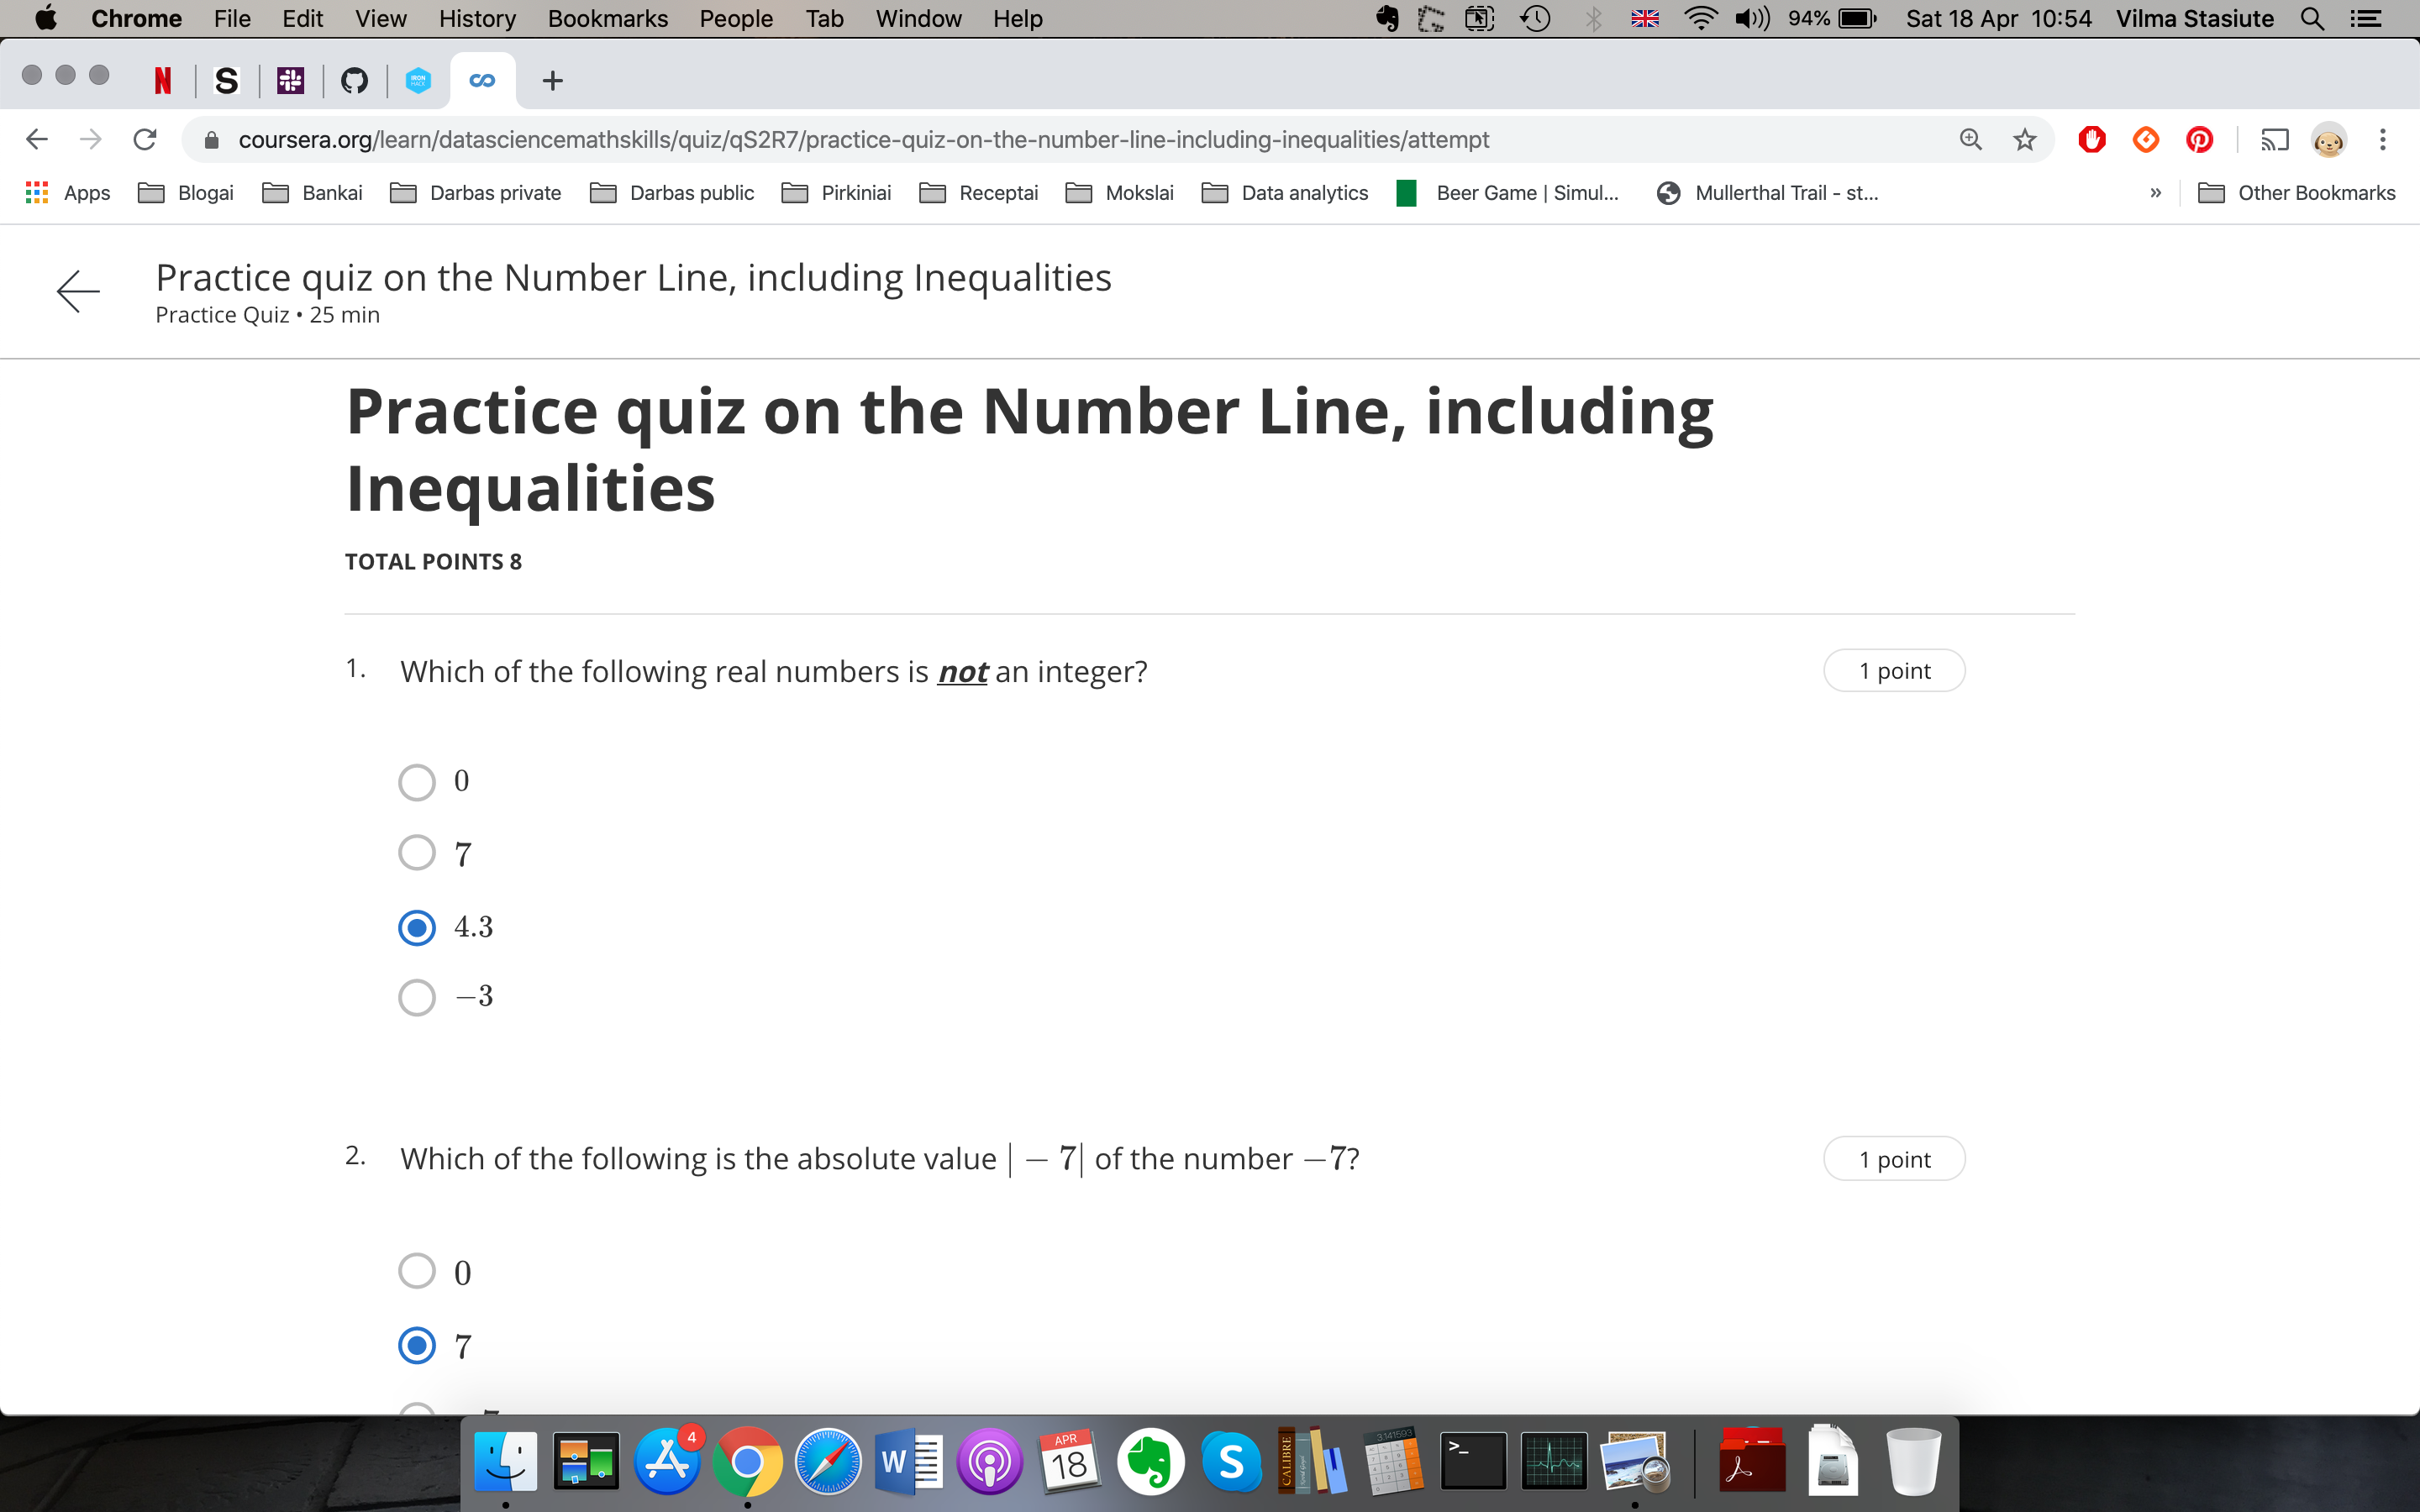 Chrome File Edit View History Bookmarks People Tab Window Help 94% Sat 18 Apr 10:54 Vilma Stasiute
N S IRON HACK
coursera.org/learn/datasciencemathskills/quiz/qS2R7/practice-quiz-on-the-number-line-including-inequalities/attempt
Apps Blogai Bankai Darbas private Darbas public Pirkiniai Receptai Mokslai Data analytics Beer Game | Simul... Mullerthal Trail - st... » Other Bookmarks
Practice quiz on the Number Line, including Inequalities
Practice Quiz • 25 min
Practice quiz on the Number Line, including
Inequalities
TOTAL POINTS 8
1. Which of the following real numbers is not an integer? 1 point
0
7
4.3
−3
2. Which of the following is the absolute value | − 7| of the number −7? 1 point
0
7
4
W APR 18 S CALIBRE 3.141593 >_